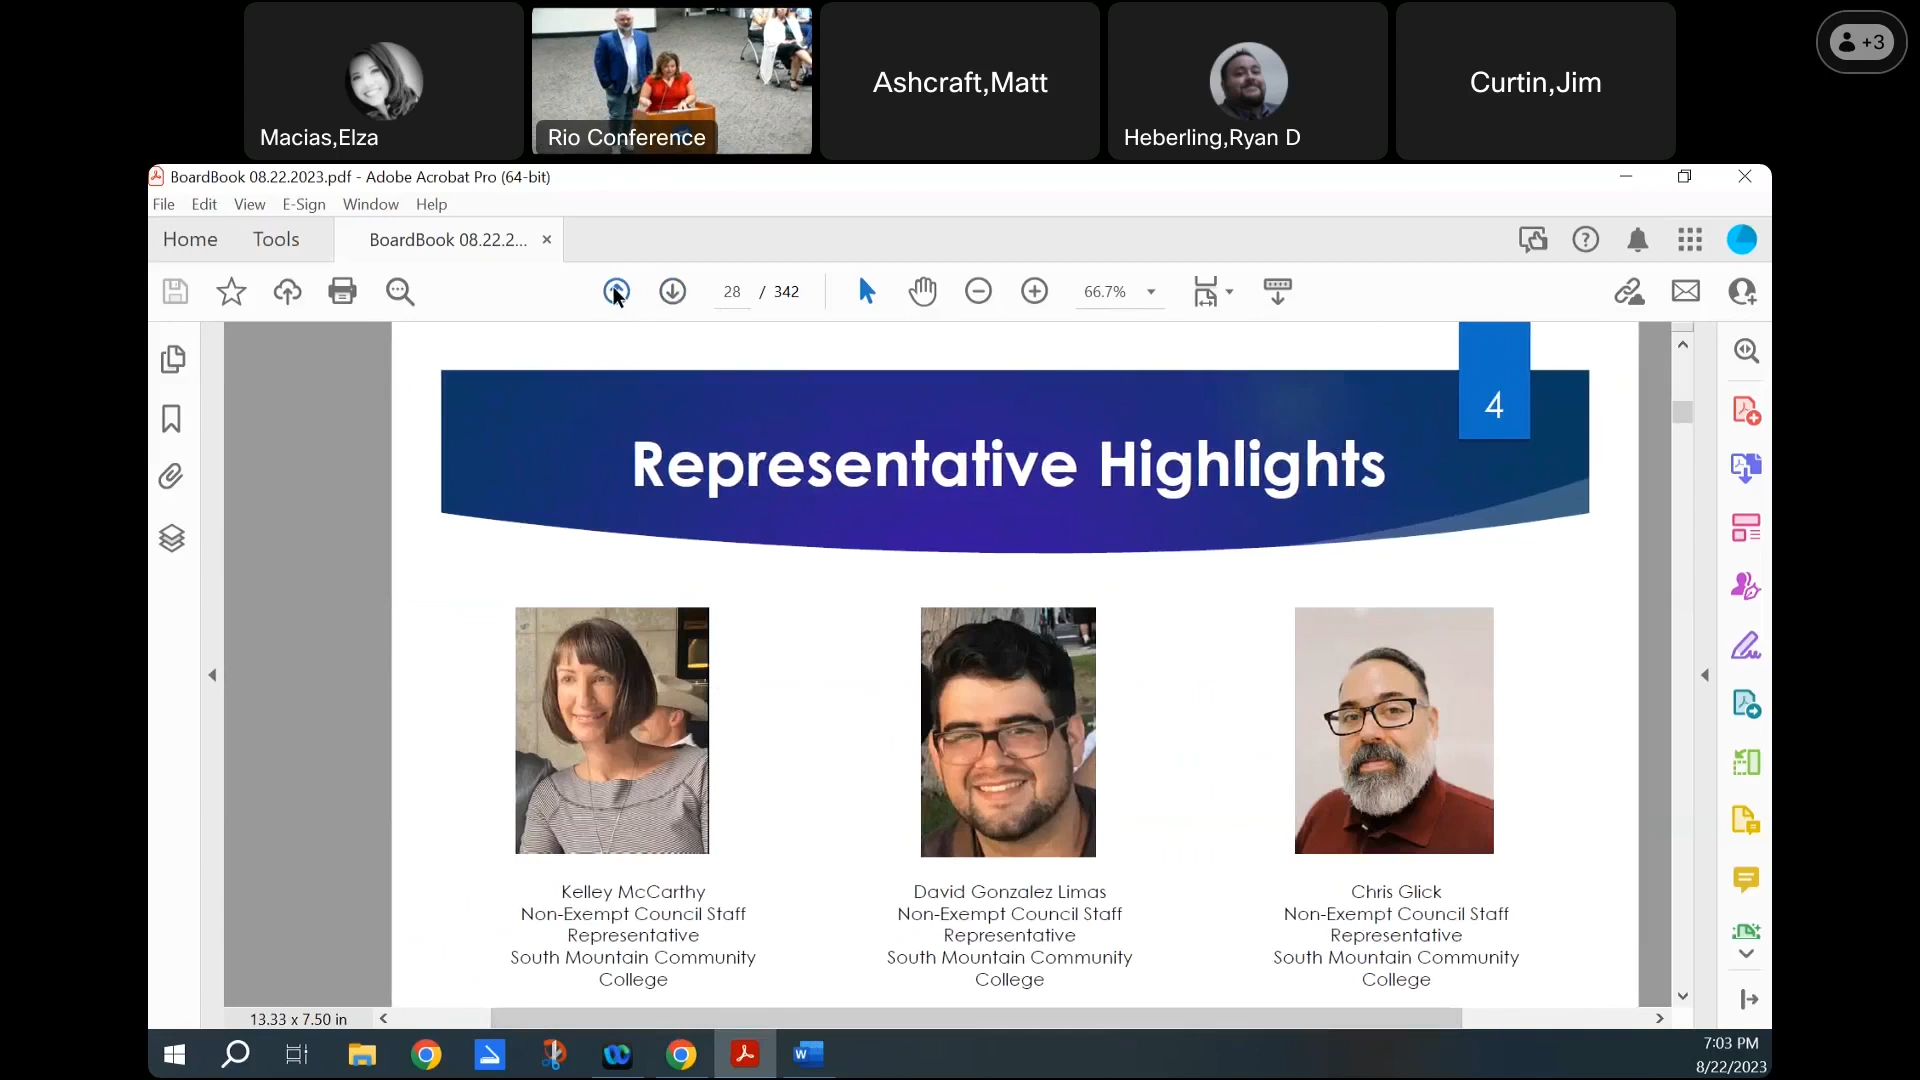 +3
Ashcraft,Matt
Curtin,Jim
Macias,Elza
Rio Conference
Heberling,Ryan D
BoardBook 08.22.2023.pdf - Adobe Acrobat Pro (64-bit)
File Edit View E-Sign Window Help
Home Tools BoardBook 08.22.2... ×
28 / 342 66.7%
4
Representative Highlights
Kelley McCarthy
Non-Exempt Council Staff
Representative
South Mountain Community
College
David Gonzalez Limas
Non-Exempt Council Staff
Representative
South Mountain Community
College
Chris Glick
Non-Exempt Council Staff
Representative
South Mountain Community
College
13.33 x 7.50 in
7:03 PM
8/22/2023